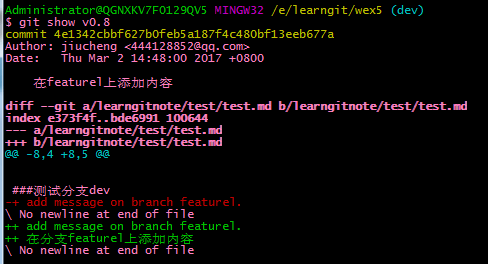 Administrator@QGNXKV7FO129QV5 MINGW32 /e/learngit/wex5 (dev)
$ git show v0.8
commit 4e1342cbbf627b0feb5a187f4c480bf13eeb677a
Author: jiucheng <444128852@qq.com>
Date:   Thu Mar 2 14:48:00 2017 +0800
在feature1上添加内容
diff --git a/learngitnote/test/test.md b/learngitnote/test/test.md
index e373f4f..bde6991 100644
--- a/learngitnote/test/test.md
+++ b/learngitnote/test/test.md
@@ -8,4 +8,5 @@
###测试分支dev
-+ add message on branch feature1.
\ No newline at end of file
++ add message on branch feature1.
++ 在分支feature1上添加内容
\ No newline at end of file